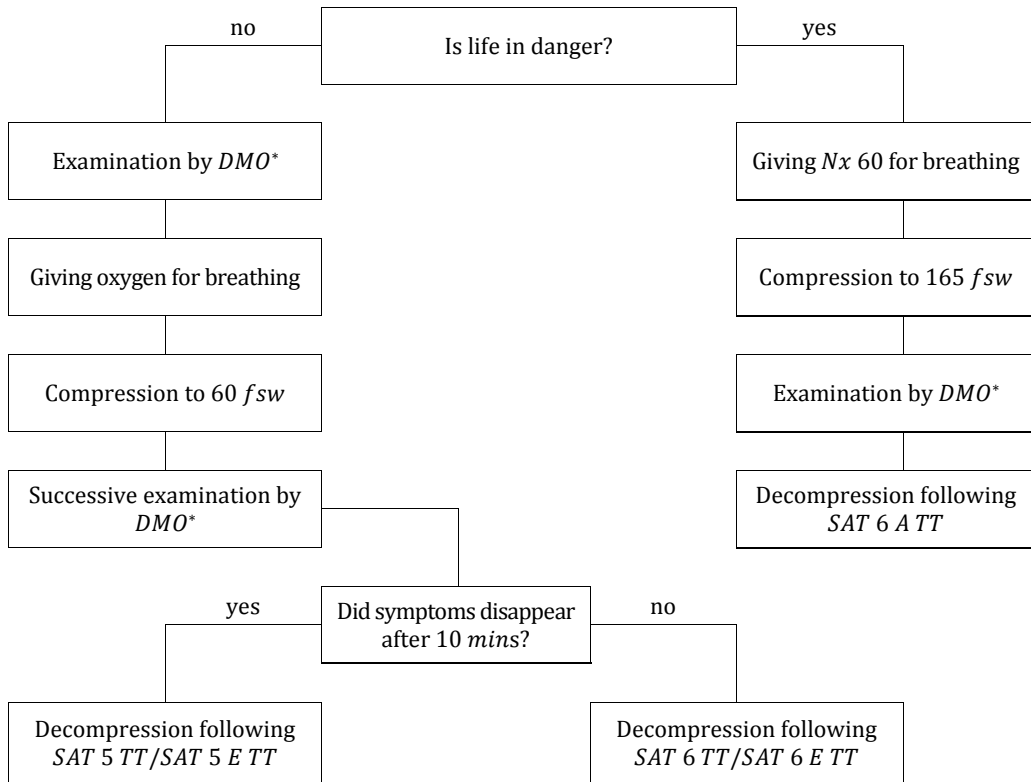 no
Is life in danger?
yes
Examination by DMO*
Giving Nx 60 for breathing
Giving oxygen for breathing
Compression to 165 fsw
Compression to 60 fsw
Examination by DMO*
Successive examination by
DMO*
Decompression following
SAT 6 A TT
yes
Did symptoms disappear
after 10 mins?
no
Decompression following
SAT 5 TT/SAT 5 E TT
Decompression following
SAT 6 TT/SAT 6 E TT